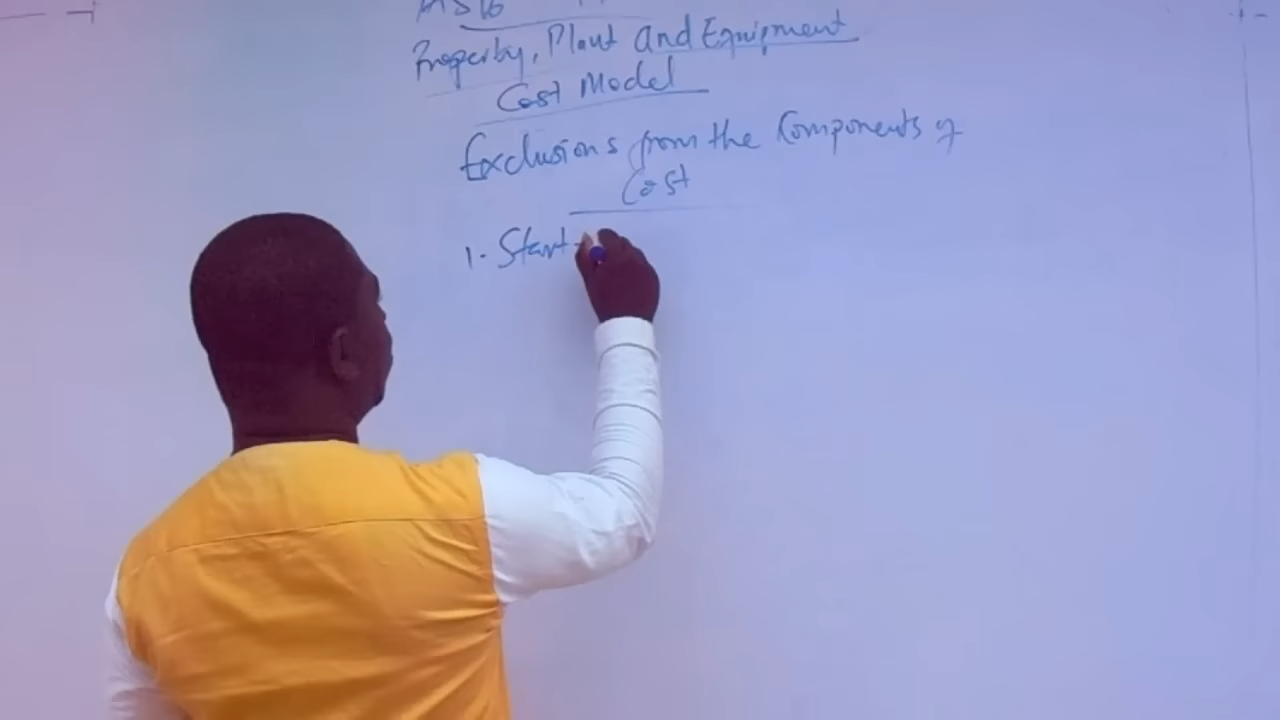 Property, Plant and Equipment
Cost Model
Exclusions from the Components of
Cost
1. Start-